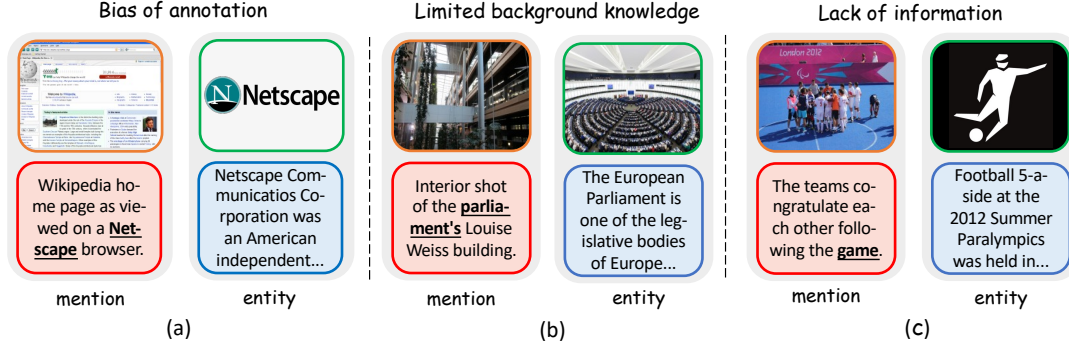 Bias of annotation
Netscape
Wikipedia ho-
me page as vie-
wed on a Net-
scape browser.
Netscape Com-
municatios Co-
rporation was
an American
independent...
mention
entity
(a)
Limited background knowledge
Interior shot
of the parlia-
ment's Louise
Weiss building.
The European
Parliament is
one of the leg-
islative bodies
of Europe...
mention
entity
(b)
Lack of information
London 2012
The teams co-
ngratulate ea-
ch other follo-
wing the game.
Football 5-a-
side at the
2012 Summer
Paralympics
was held in...
mention
entity
(c)